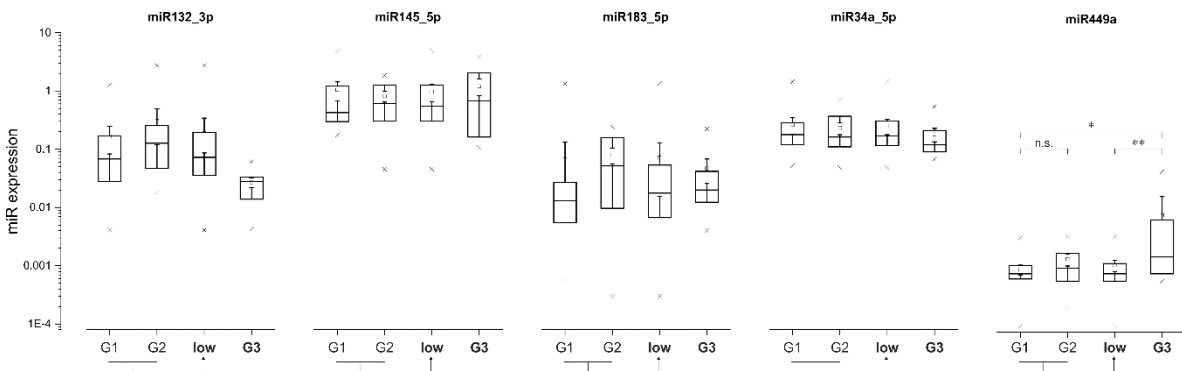 miR132_3p miR145_5p miR183_5p miR34a_5p miR449a
10
1
0.1
0.01
0.001
1E-4
miR expression
*
n.s. **
G1 G2 low G3 G1 G2 low G3 G1 G2 low G3 G1 G2 low G3 G1 G2 low G3